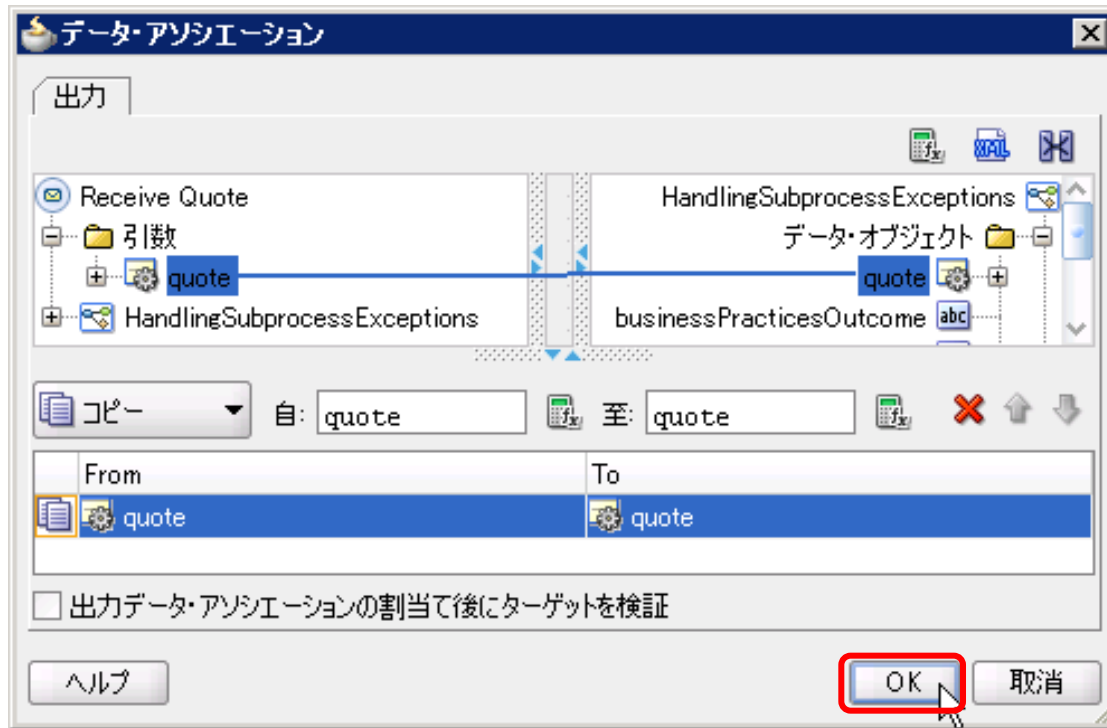 データ・アソシエーション
出力
Receive Quote
HandlingSubprocessExceptions
引数
データ・オブジェクト
quote
quote
HandlingSubprocessExceptions
businessPracticesOutcome
コピー 自: quote 至: quote
From To
quote quote
出力データ・アソシエーションの割当て後にターゲットを検証
ヘルプ OK 取消